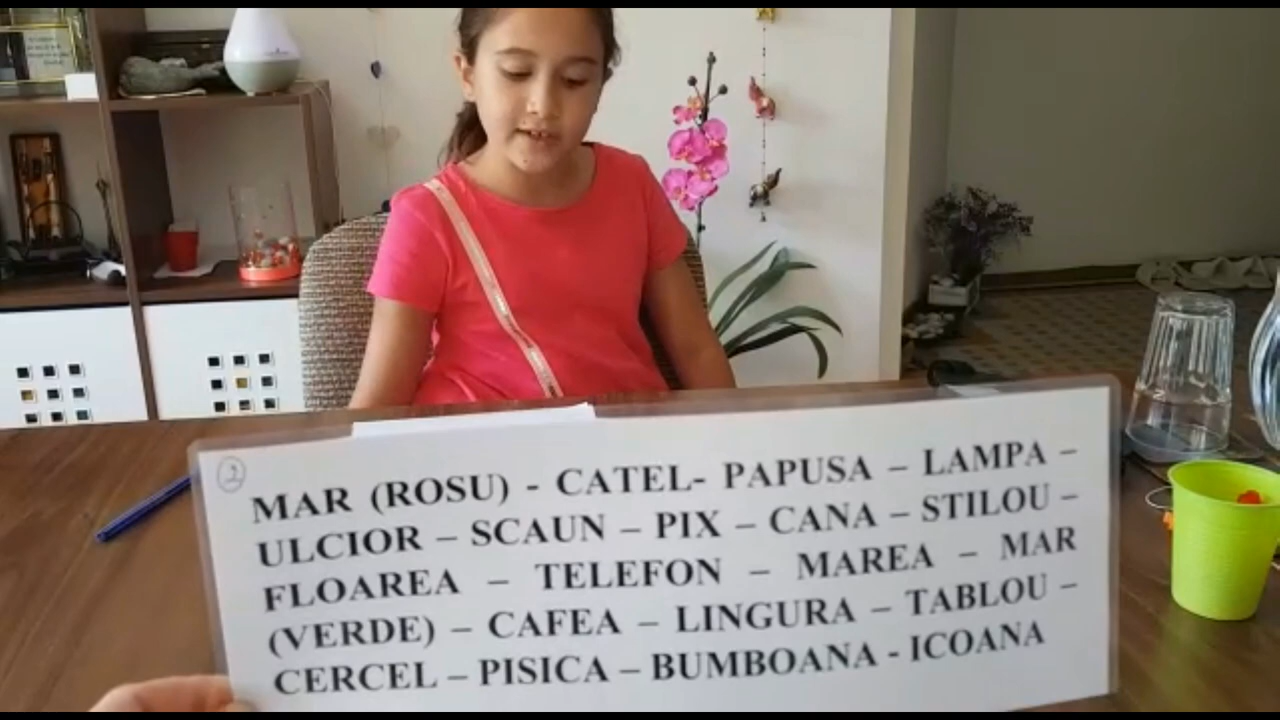 2
MAR (ROSU) - CATEL- PAPUSA – LAMPA –
ULCIOR – SCAUN – PIX – CANA – STILOU –
FLOAREA – TELEFON – MAREA – MAR
(VERDE) – CAFEA – LINGURA – TABLOU –
CERCEL – PISICA – BUMBOANA - ICOANA